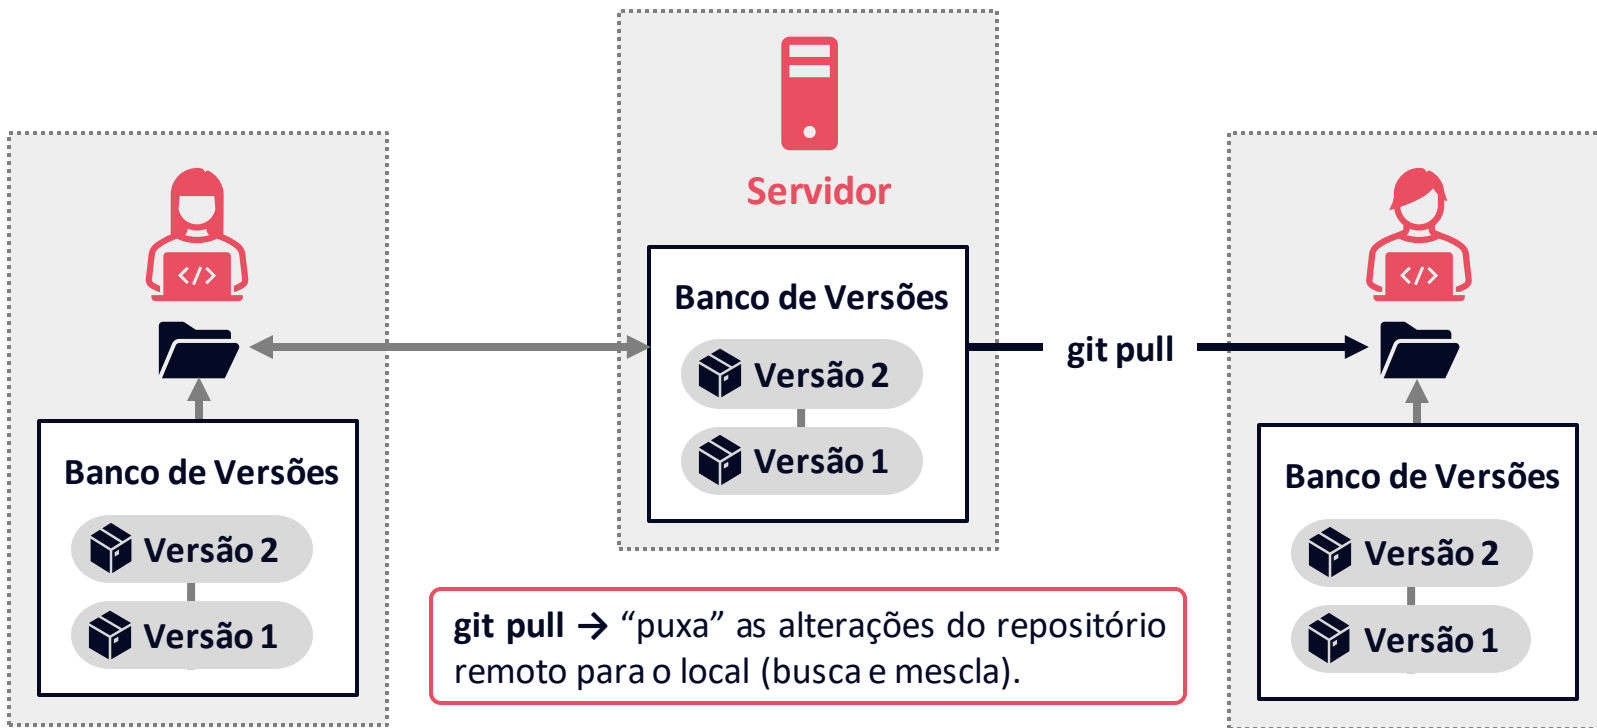 Servidor
Banco de Versões
Versão 2
Versão 1
git pull
Banco de Versões
Versão 2
Versão 1
Banco de Versões
Versão 2
Versão 1
git pull → “puxa” as alterações do repositório
remoto para o local (busca e mescla).